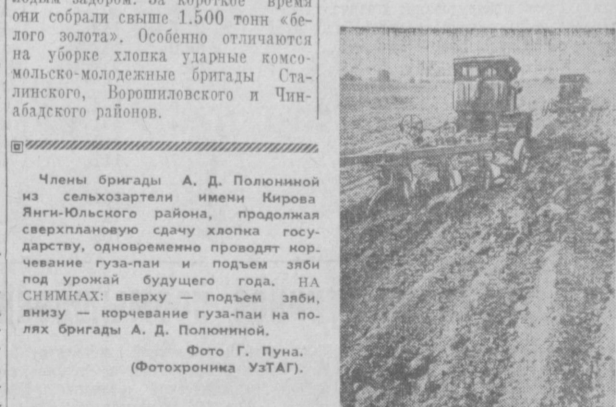 задором. За короткое время
они собрали свыше 1.500 тонн «бе-
лого золота». Особенно отличаются
на уборке хлопка ударные комсо-
мольско-молодежные бригады Ста-
линского, Ворошиловского и Чин-
абадского районов.
Члены бригады А. Д. Полюниной
из сельхозартели имени Кирова
Янги-Юльского района, продолжая
сверхплановую сдачу хлопка госу-
дарству, одновременно проводят кор-
чевание гуза-паи и подъем зяби
под урожай будущего года. НА
СНИМКАХ: вверху — подъем зяби,
внизу — корчевание гуза-паи на по-
лях бригады А. Д. Полюниной.
Фото Г. Пуна.
(Фотохроника УзТАГ).